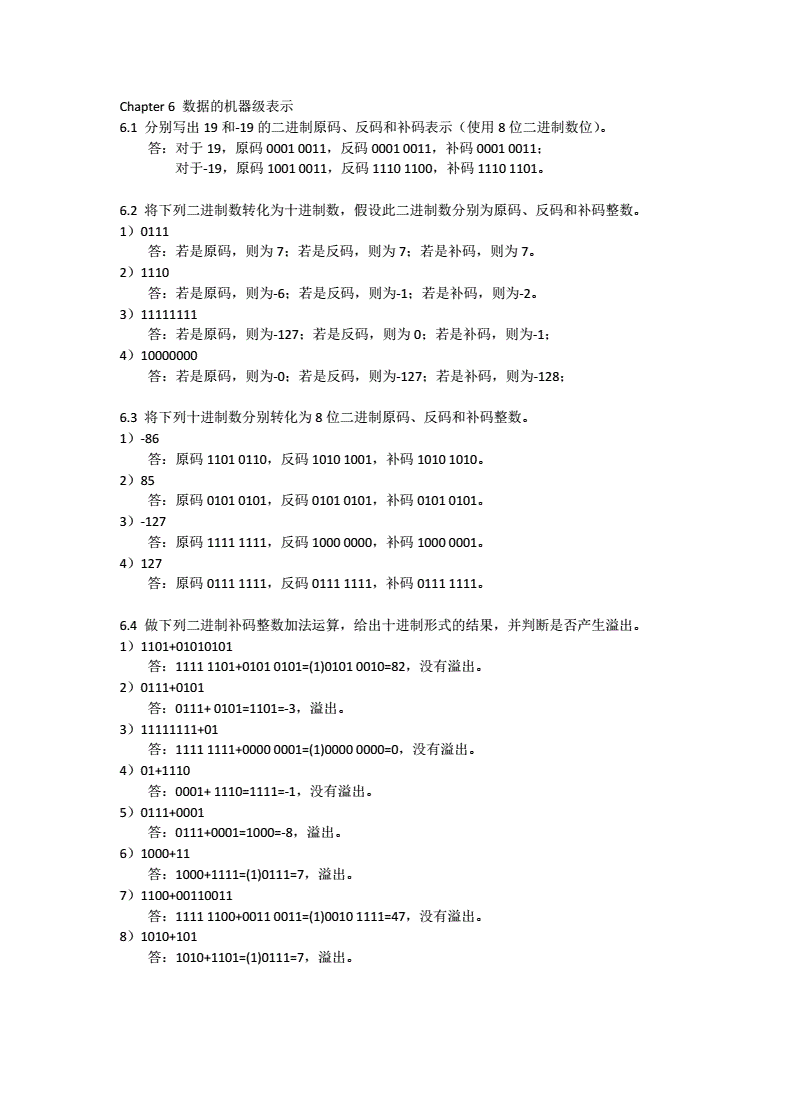 Chapter 6 数据的机器级表示
6.1 分别写出 19 和-19 的二进制原码、反码和补码表示（使用 8 位二进制数位）。
答：对于 19，原码 0001 0011，反码 0001 0011，补码 0001 0011；
对于-19，原码 1001 0011，反码 1110 1100，补码 1110 1101。
6.2 将下列二进制数转化为十进制数，假设此二进制数分别为原码、反码和补码整数。
1）0111
答：若是原码，则为 7；若是反码，则为 7；若是补码，则为 7。
2）1110
答：若是原码，则为-6；若是反码，则为-1；若是补码，则为-2。
3）11111111
答：若是原码，则为-127；若是反码，则为 0；若是补码，则为-1；
4）10000000
答：若是原码，则为-0；若是反码，则为-127；若是补码，则为-128；
6.3 将下列十进制数分别转化为 8 位二进制原码、反码和补码整数。
1）-86
答：原码 1101 0110，反码 1010 1001，补码 1010 1010。
2）85
答：原码 0101 0101，反码 0101 0101，补码 0101 0101。
3）-127
答：原码 1111 1111，反码 1000 0000，补码 1000 0001。
4）127
答：原码 0111 1111，反码 0111 1111，补码 0111 1111。
6.4 做下列二进制补码整数加法运算，给出十进制形式的结果，并判断是否产生溢出。
1）1101+01010101
答：1111 1101+0101 0101=(1)0101 0010=82，没有溢出。
2）0111+0101
答：0111+ 0101=1101=-3，溢出。
3）11111111+01
答：1111 1111+0000 0001=(1)0000 0000=0，没有溢出。
4）01+1110
答：0001+ 1110=1111=-1，没有溢出。
5）0111+0001
答：0111+0001=1000=-8，溢出。
6）1000+11
答：1000+1111=(1)0111=7，溢出。
7）1100+00110011
答：1111 1100+0011 0011=(1)0010 1111=47，没有溢出。
8）1010+101
答：1010+1101=(1)0111=7，溢出。